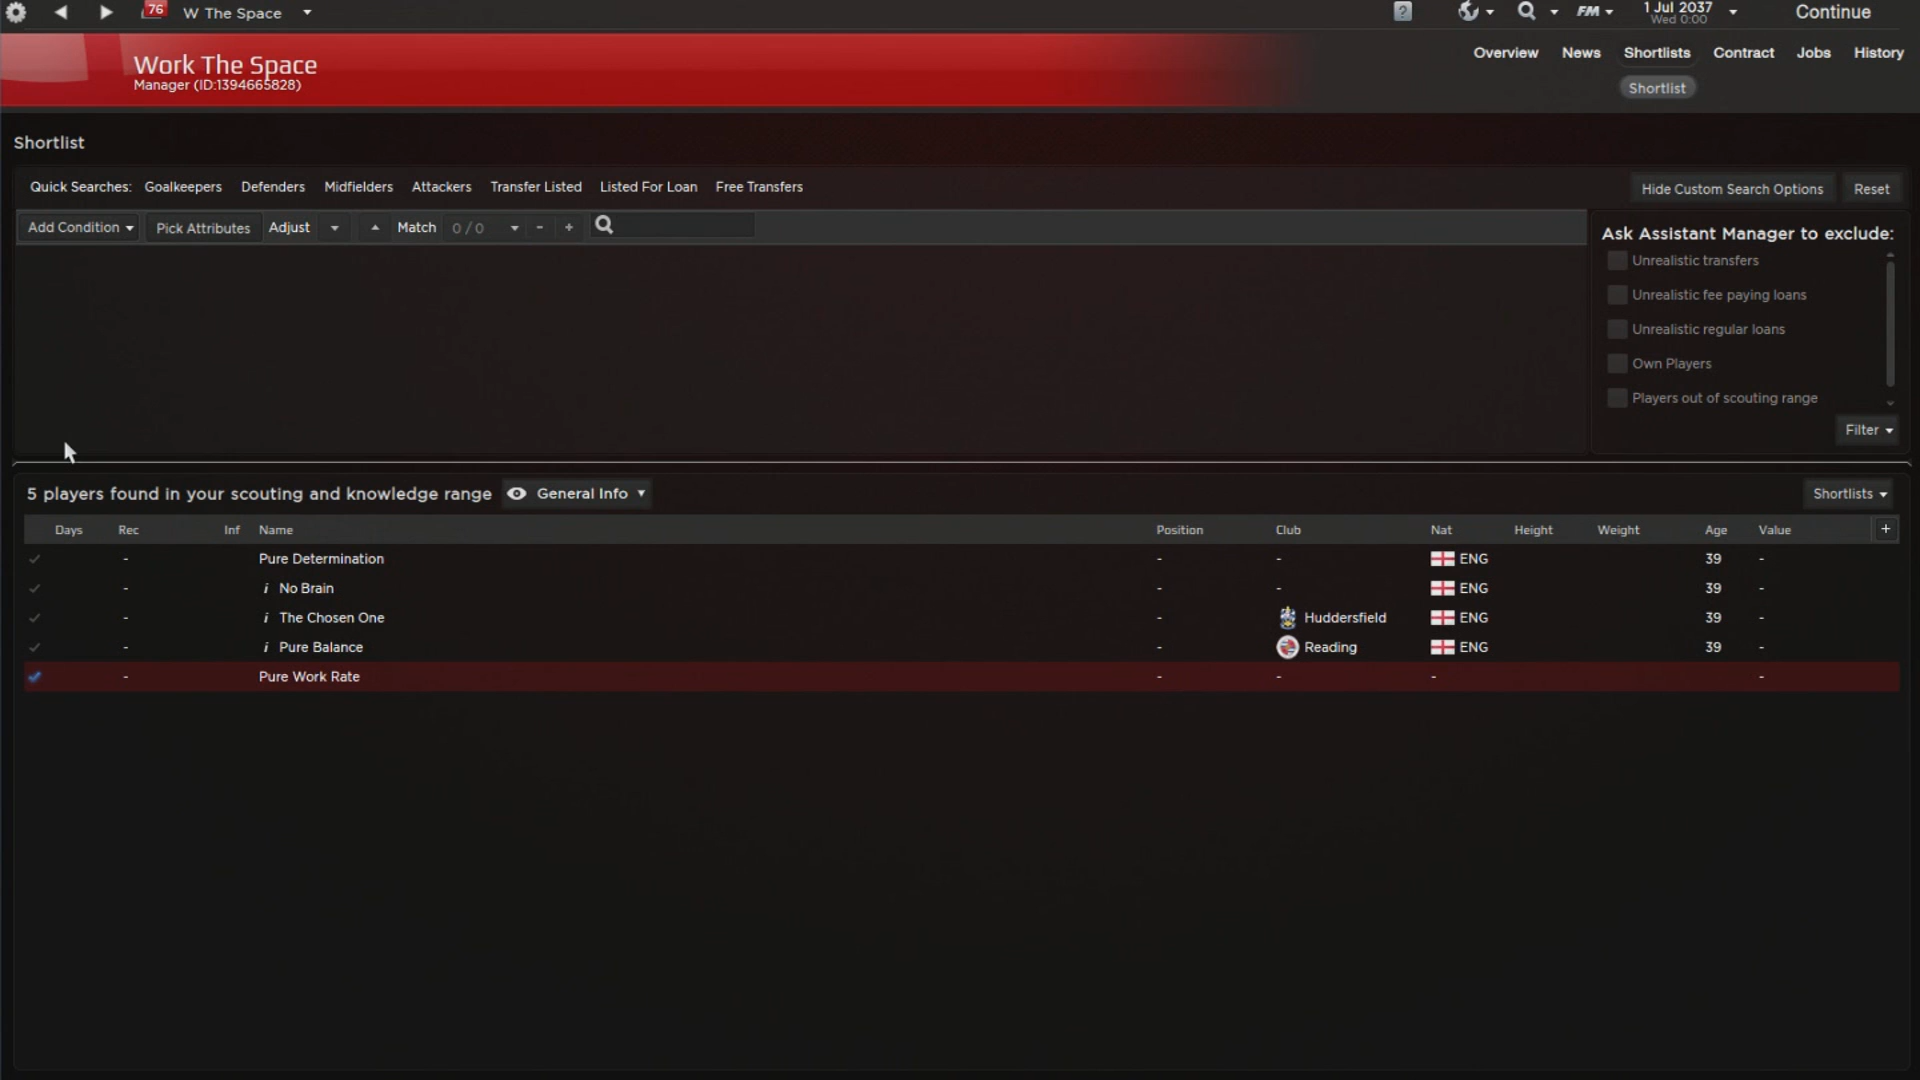 76 W The Space
? FM 1 Jul 2037 Wed 0:00 Continue
Work The Space
Manager (ID:1394665828)
Overview News Shortlists Contract Jobs History
Shortlist
Shortlist
Quick Searches: Goalkeepers Defenders Midfielders Attackers Transfer Listed Listed For Loan Free Transfers
Hide Custom Search Options Reset
Add Condition Pick Attributes Adjust Match 0 / 0 - +
Ask Assistant Manager to exclude:
Unrealistic transfers
Unrealistic fee paying loans
Unrealistic regular loans
Own Players
Players out of scouting range
Filter
5 players found in your scouting and knowledge range General Info Shortlists
Days Rec Inf Name Position Club Nat Height Weight Age Value +
- Pure Determination - - ENG 39 -
- i No Brain - - ENG 39 -
- i The Chosen One - Huddersfield ENG 39 -
- i Pure Balance - Reading ENG 39 -
- Pure Work Rate - - - -